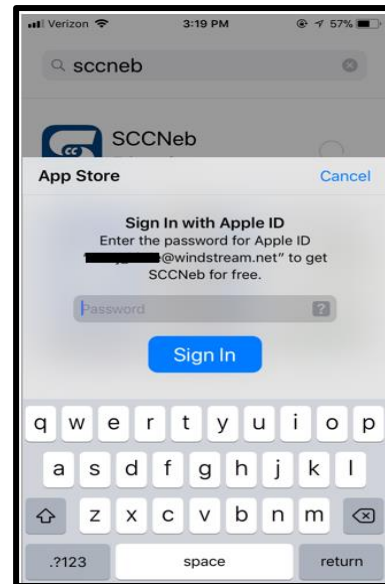 Verizon 3:19 PM 57%
sccneb
cc SCCNeb
App Store Cancel
Sign In with Apple ID
Enter the password for Apple ID
@windstream.net" to get
SCCNeb for free.
Password ?
Sign In
q w e r t y u i o p
a s d f g h j k l
z x c v b n m
.?123 space return